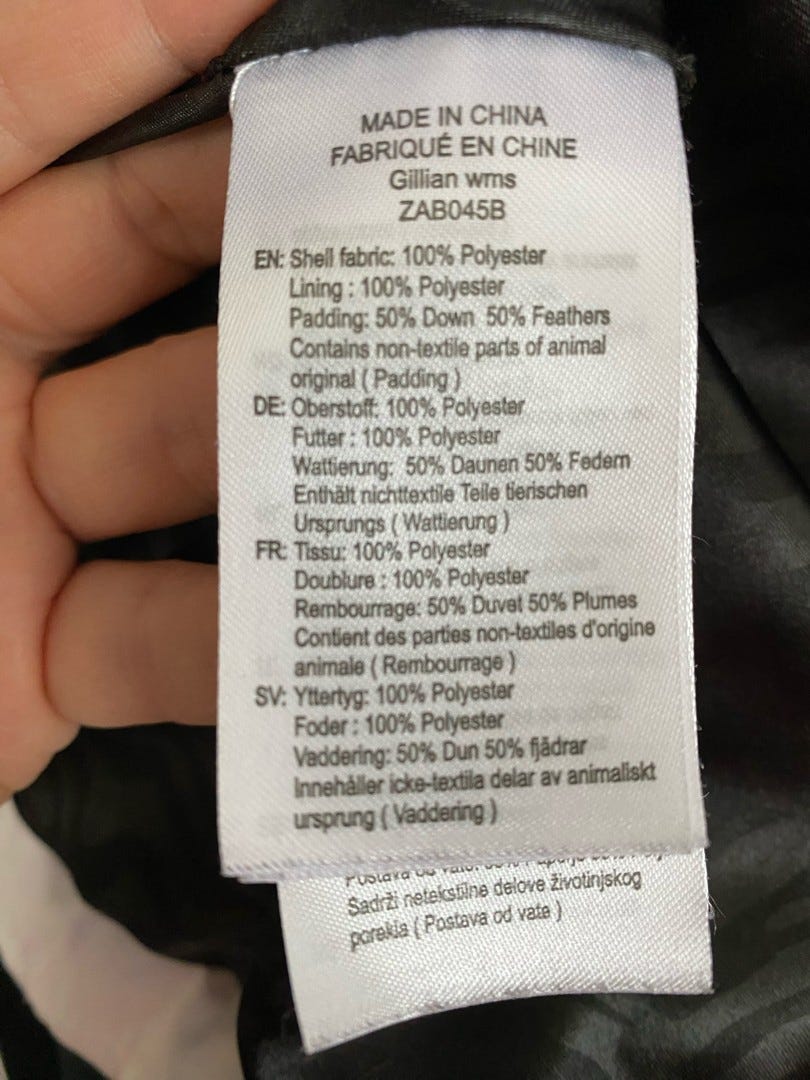 MADE IN CHINA
FABRIQUÉ EN CHINE
Gillian wms
ZAB045B
EN: Shell fabric: 100% Polyester
Lining : 100% Polyester
Padding: 50% Down 50% Feathers
Contains non-textile parts of animal
original ( Padding )
DE: Oberstoff: 100% Polyester
Futter : 100% Polyester
Wattierung: 50% Daunen 50% Federn
Enthält nichttextile Teile tierischen
Ursprungs ( Wattierung )
FR: Tissu: 100% Polyester
Doublure : 100% Polyester
Rembourrage: 50% Duvet 50% Plumes
Contient des parties non-textiles d'origine
animale ( Rembourrage )
SV: Yttertyg: 100% Polyester
Foder : 100% Polyester
Vaddering: 50% Dun 50% fjådrar
Innehåller icke-textila delar av animaliskt
ursprung ( Vaddering )
Postava od
Sadrži netekstilne delove životinjskog
porekla ( Postava od vate )